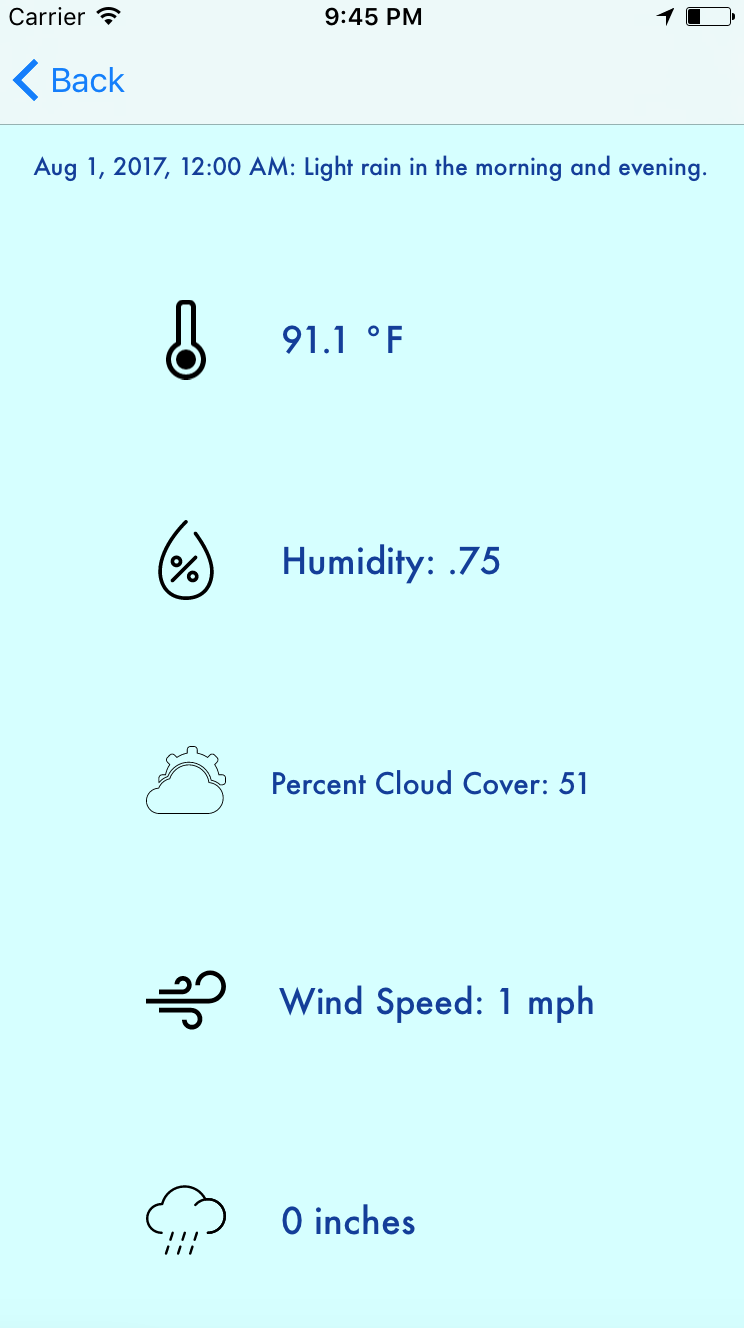 Carrier 9:45 PM
Back
Aug 1, 2017, 12:00 AM: Light rain in the morning and evening.
91.1 °F
%
Humidity: .75
Percent Cloud Cover: 51
Wind Speed: 1 mph
0 inches